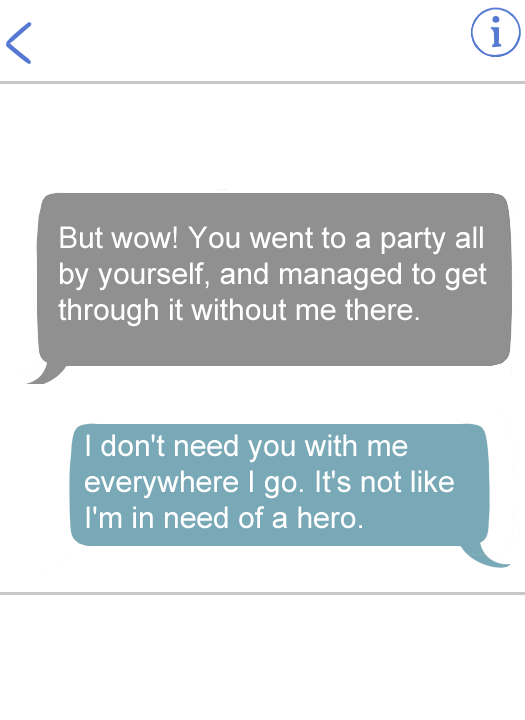 But wow! You went to a party all
by yourself, and managed to get
through it without me there.
I don't need you with me
everywhere I go. It's not like
I'm in need of a hero.